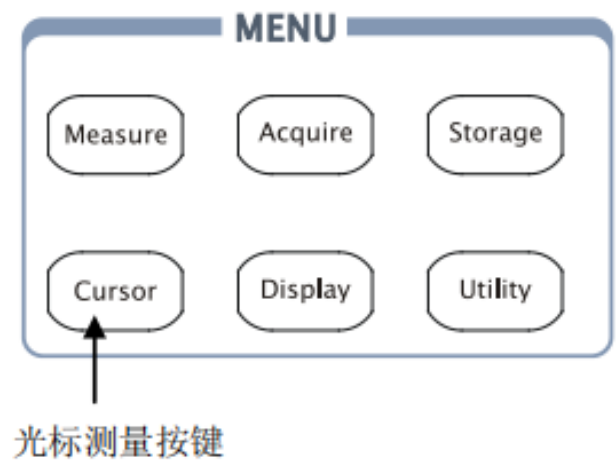 MENU
Measure Acquire Storage
Cursor Display Utility
光标测量按键